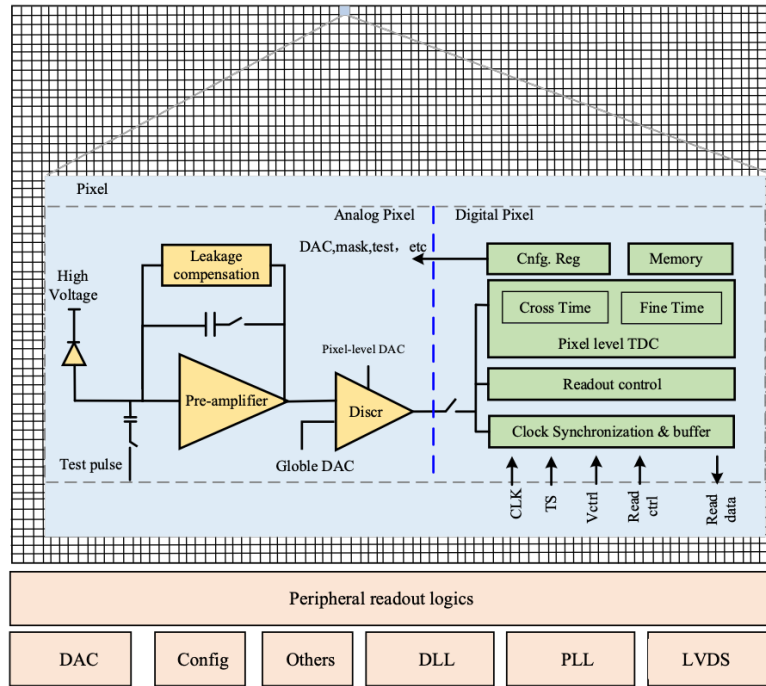 Pixel
Analog Pixel
Digital Pixel
DAC,mask,test，etc
Cnfg. Reg
Memory
Leakage
compensation
High
Voltage
Cross Time
Fine Time
Pixel level TDC
Pixel-level DAC
Pre-amplifier
Discr
Readout control
Clock Synchronization & buffer
Test pulse
Globle DAC
CLK
TS
Vctrl
Read
ctrl
Read
data
Peripheral readout logics
DAC
Config
Others
DLL
PLL
LVDS